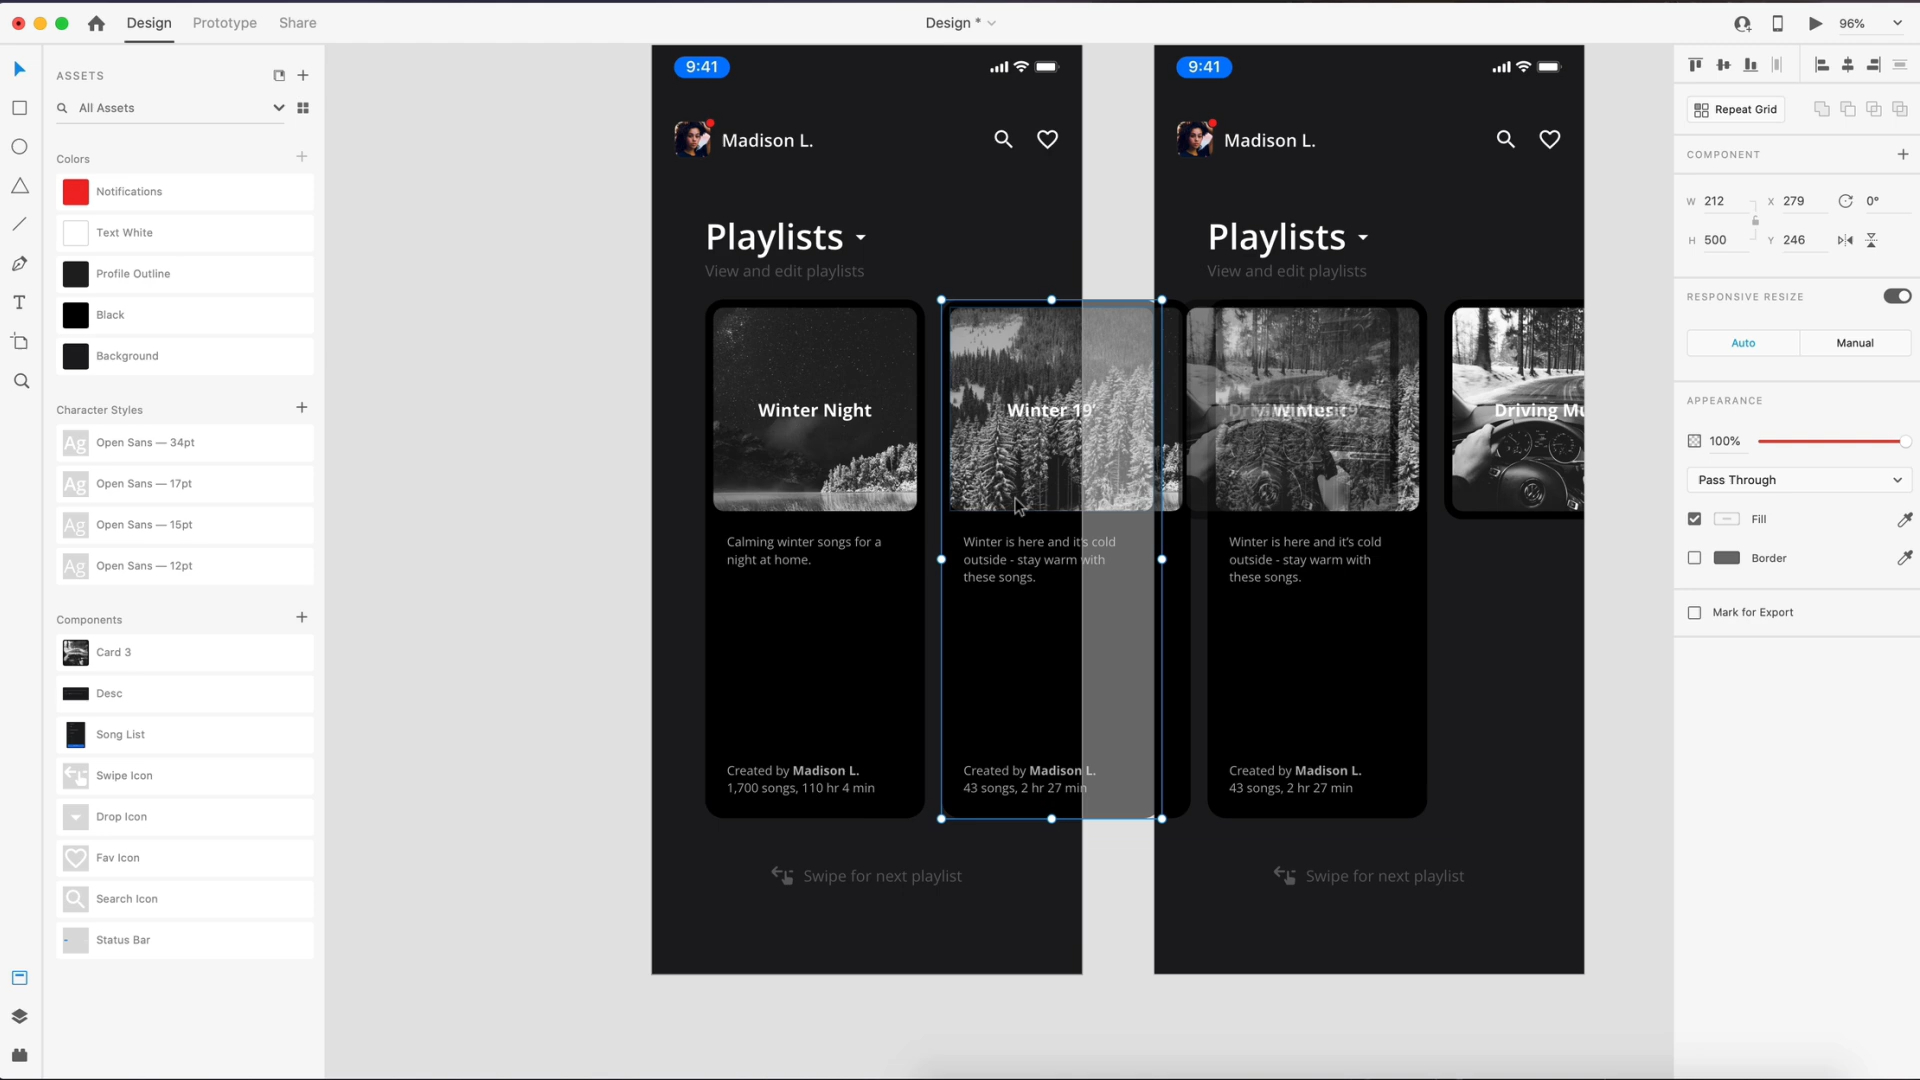 Design
Prototype
Share
Design *
96%
ASSETS
All Assets
Colors
Notifications
Text White
Profile Outline
Black
Background
Character Styles
Ag Open Sans — 34pt
Ag Open Sans — 17pt
Ag Open Sans — 15pt
Ag Open Sans — 12pt
Components
Card 3
Desc
Song List
Swipe Icon
Drop Icon
Fav Icon
Search Icon
Status Bar
9:41
Madison L.
Playlists
View and edit playlists
Winter Night
Calming winter songs for a
night at home.
Created by Madison L.
1,700 songs, 110 hr 4 min
Winter 19'
Winter is here and it's cold
outside - stay warm with
these songs.
Created by Madison L.
43 songs, 2 hr 27 min
Swipe for next playlist
9:41
Madison L.
Playlists
View and edit playlists
Winter is here and it's cold
outside - stay warm with
these songs.
Created by Madison L.
43 songs, 2 hr 27 min
Driving Mu
Swipe for next playlist
Repeat Grid
COMPONENT
W 212 X 279 0°
H 500 Y 246
RESPONSIVE RESIZE
Auto
Manual
APPEARANCE
100%
Pass Through
Fill
Border
Mark for Export